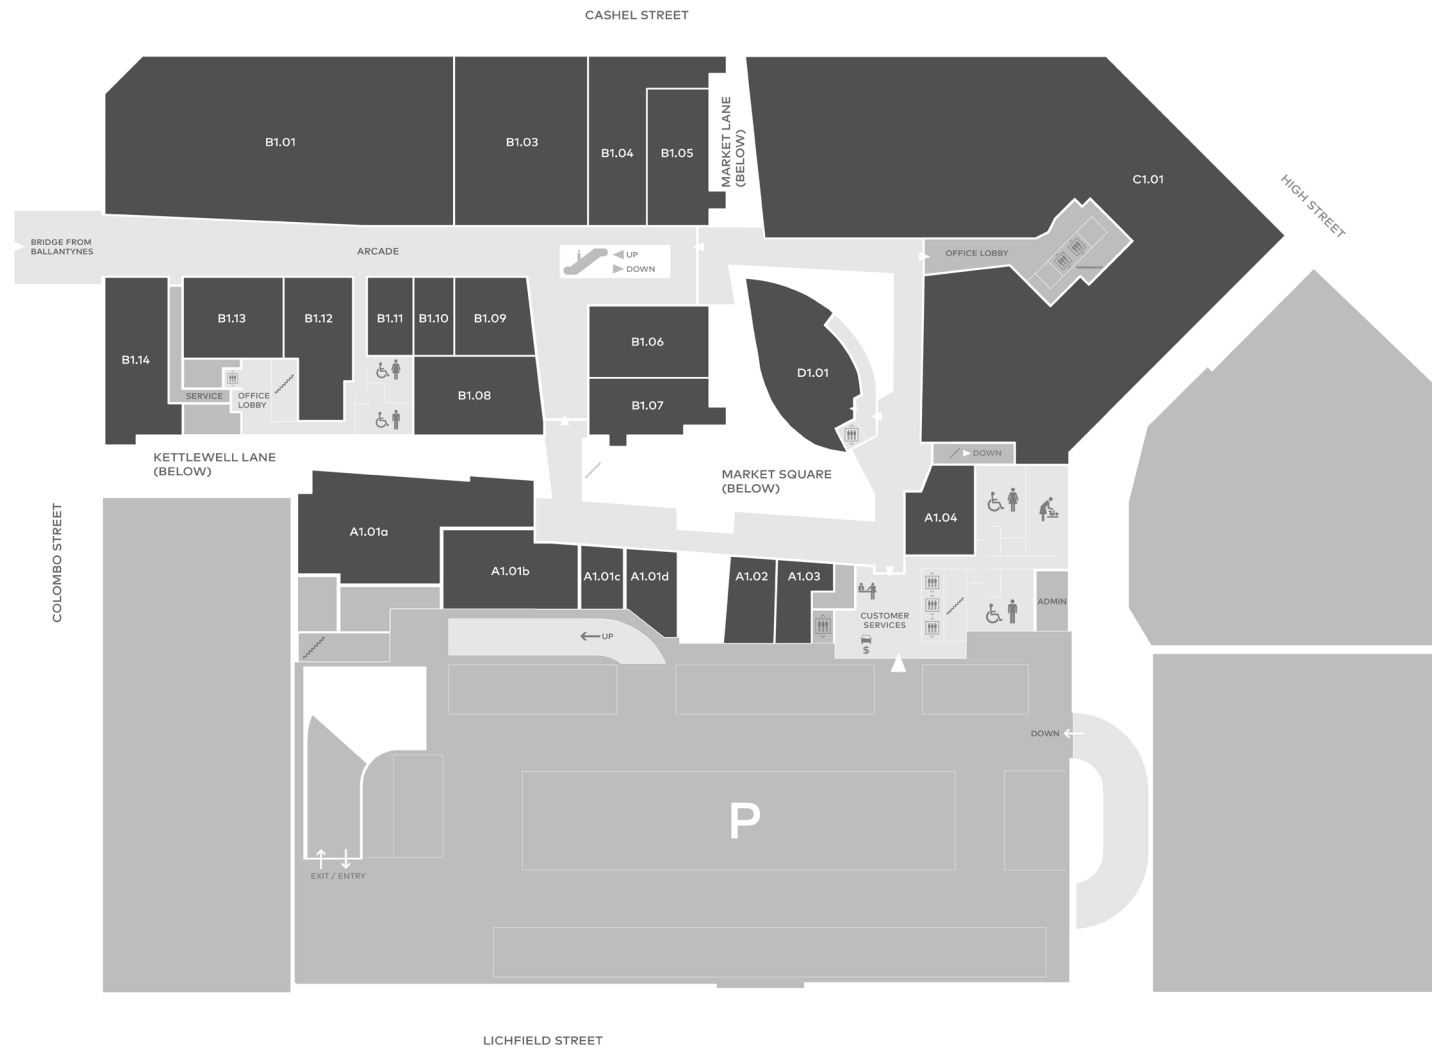 CASHEL STREET
B1.01
B1.03
B1.04
B1.05
MARKET LANE
(BELOW)
C1.01
HIGH STREET
BRIDGE FROM
BALLANTYNES
ARCADE
UP
DOWN
OFFICE LOBBY
B1.14
B1.13
B1.12
B1.11
B1.10
B1.09
B1.06
D1.01
SERVICE
OFFICE
LOBBY
B1.08
B1.07
KETTLEWELL LANE
(BELOW)
MARKET SQUARE
(BELOW)
DOWN
COLOMBO STREET
A1.01a
A1.04
A1.01b
A1.01c
A1.01d
A1.02
A1.03
CUSTOMER
SERVICES
ADMIN
UP
$
DOWN
P
EXIT / ENTRY
LICHFIELD STREET